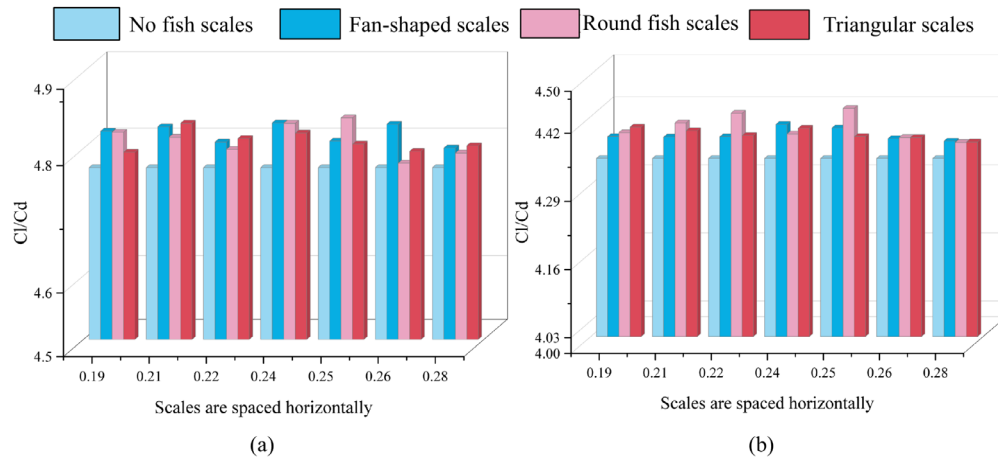 No fish scales Fan-shaped scales Round fish scales Triangular scales
4.9
4.8
4.6
4.5
Cl/Cd
0.19 0.21 0.22 0.24 0.25 0.26 0.28
Scales are spaced horizontally
(a)
4.50
4.42
4.29
4.16
4.03
4.00
Cl/Cd
0.19 0.21 0.22 0.24 0.25 0.26 0.28
Scales are spaced horizontally
(b)